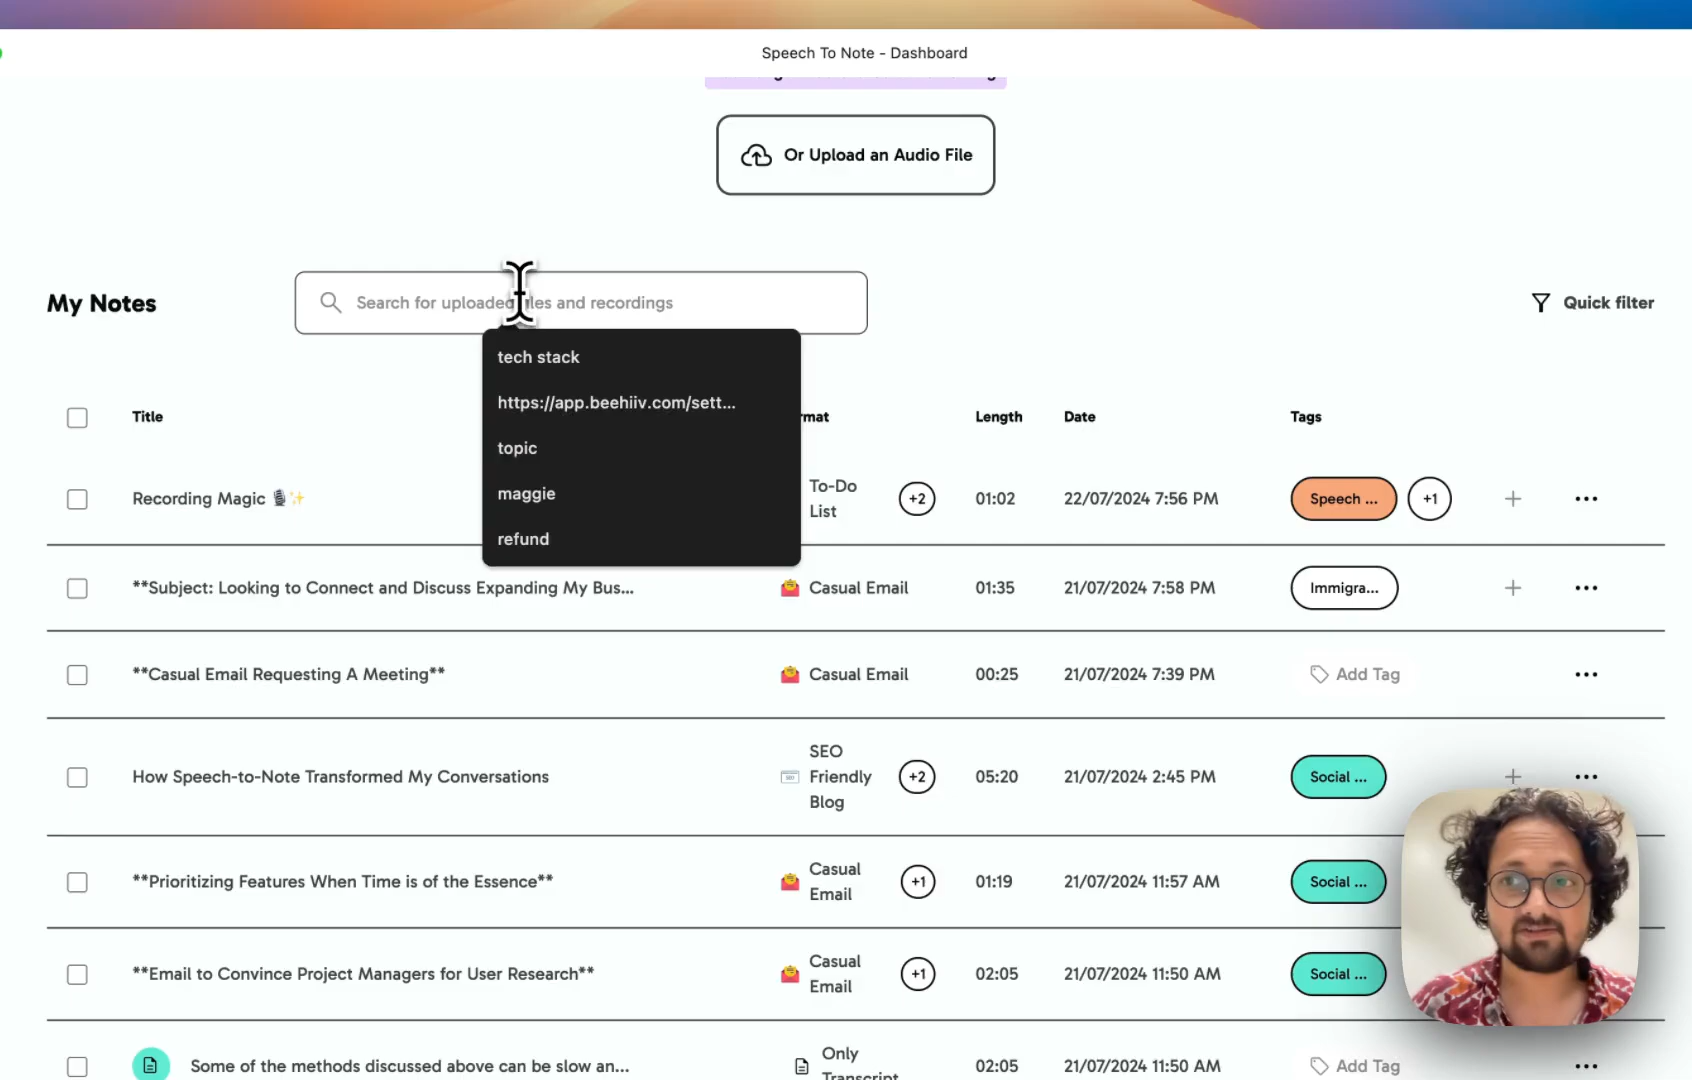 Speech To Note - Dashboard
Or Upload an Audio File
My Notes
Search for uploaded files and recordings
Quick filter
tech stack
https://app.beehiiv.com/sett...
topic
maggie
refund
Title
Length
Date
Tags
Recording Magic 🎙️✨
To-Do
List
+2
01:02
22/07/2024 7:56 PM
Speech ...
+1
**Subject: Looking to Connect and Discuss Expanding My Bus...
Casual Email
01:35
21/07/2024 7:58 PM
Immigra...
**Casual Email Requesting A Meeting**
Casual Email
00:25
21/07/2024 7:39 PM
Add Tag
How Speech-to-Note Transformed My Conversations
SEO
Friendly
Blog
+2
05:20
21/07/2024 2:45 PM
Social ...
**Prioritizing Features When Time is of the Essence**
Casual
Email
+1
01:19
21/07/2024 11:57 AM
Social ...
**Email to Convince Project Managers for User Research**
Casual
Email
+1
02:05
21/07/2024 11:50 AM
Social ...
Some of the methods discussed above can be slow an...
Only
Transcript
02:05
21/07/2024 11:50 AM
Add Tag